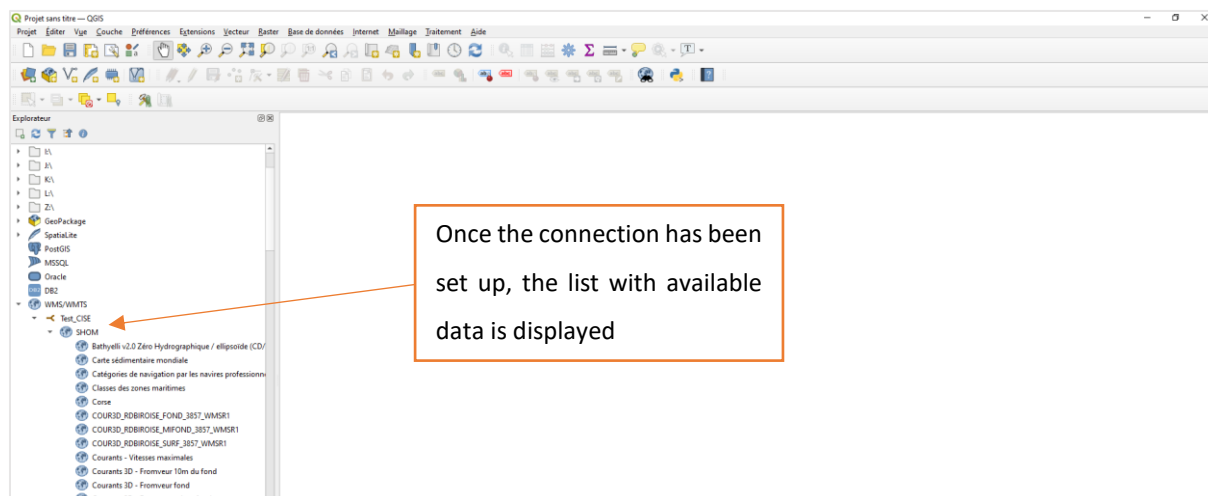 Projet sans titre — QGIS
Projet Éditer Vue Couche Préférences Extensions Vecteur Raster Base de données Internet Maillage Traitement Aide
Explorateur
I:\
J:\
K:\
L:\
Z:\
GeoPackage
SpatiaLite
PostGIS
MSSQL
Oracle
DB2
WMS/WMTS
Test_CISE
SHOM
Bathyelli v2.0 Zéro Hydrographique / ellipsoïde (CD/
Carte sédimentaire mondiale
Catégories de navigation par les navires professionn
Classes des zones maritimes
Corse
COUR3D_RDBIROISE_FOND_3857_WMSR1
COUR3D_RDBIROISE_MIFOND_3857_WMSR1
COUR3D_RDBIROISE_SURF_3857_WMSR1
Courants - Vitesses maximales
Courants 3D - Fromveur 10m du fond
Courants 3D - Fromveur fond
Once the connection has been
set up, the list with available
data is displayed